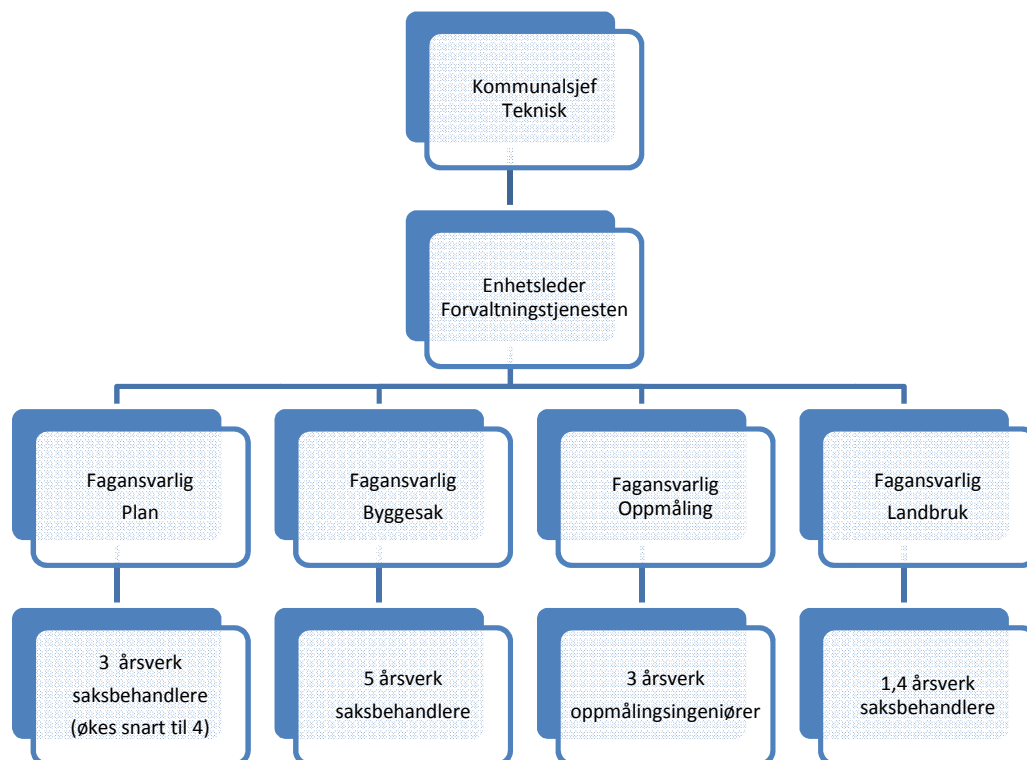 Kommunalsjef
Teknisk
Enhetsleder
Forvaltningstjenesten
Fagansvarlig
Plan
Fagansvarlig
Byggesak
Fagansvarlig
Oppmåling
Fagansvarlig
Landbruk
3 årsverk
saksbehandlere
(økes snart til 4)
5 årsverk
saksbehandlere
3 årsverk
oppmålingsingeniører
1,4 årsverk
saksbehandlere